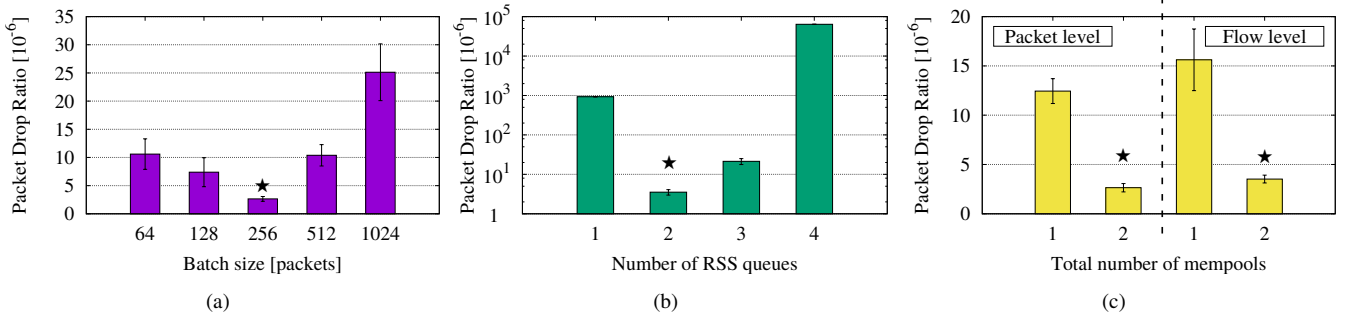 Packet Drop Ratio [10^-6]
35
30
25
20
15
10
5
0
64 128 256 512 1024
Batch size [packets]
(a)
Packet Drop Ratio [10^-6]
10^5
10^4
10^3
10^2
10^1
1
1 2 3 4
Number of RSS queues
(b)
Packet Drop Ratio [10^-6]
20
15
10
5
0
Packet level
Flow level
1 2 1 2
Total number of mempools
(c)